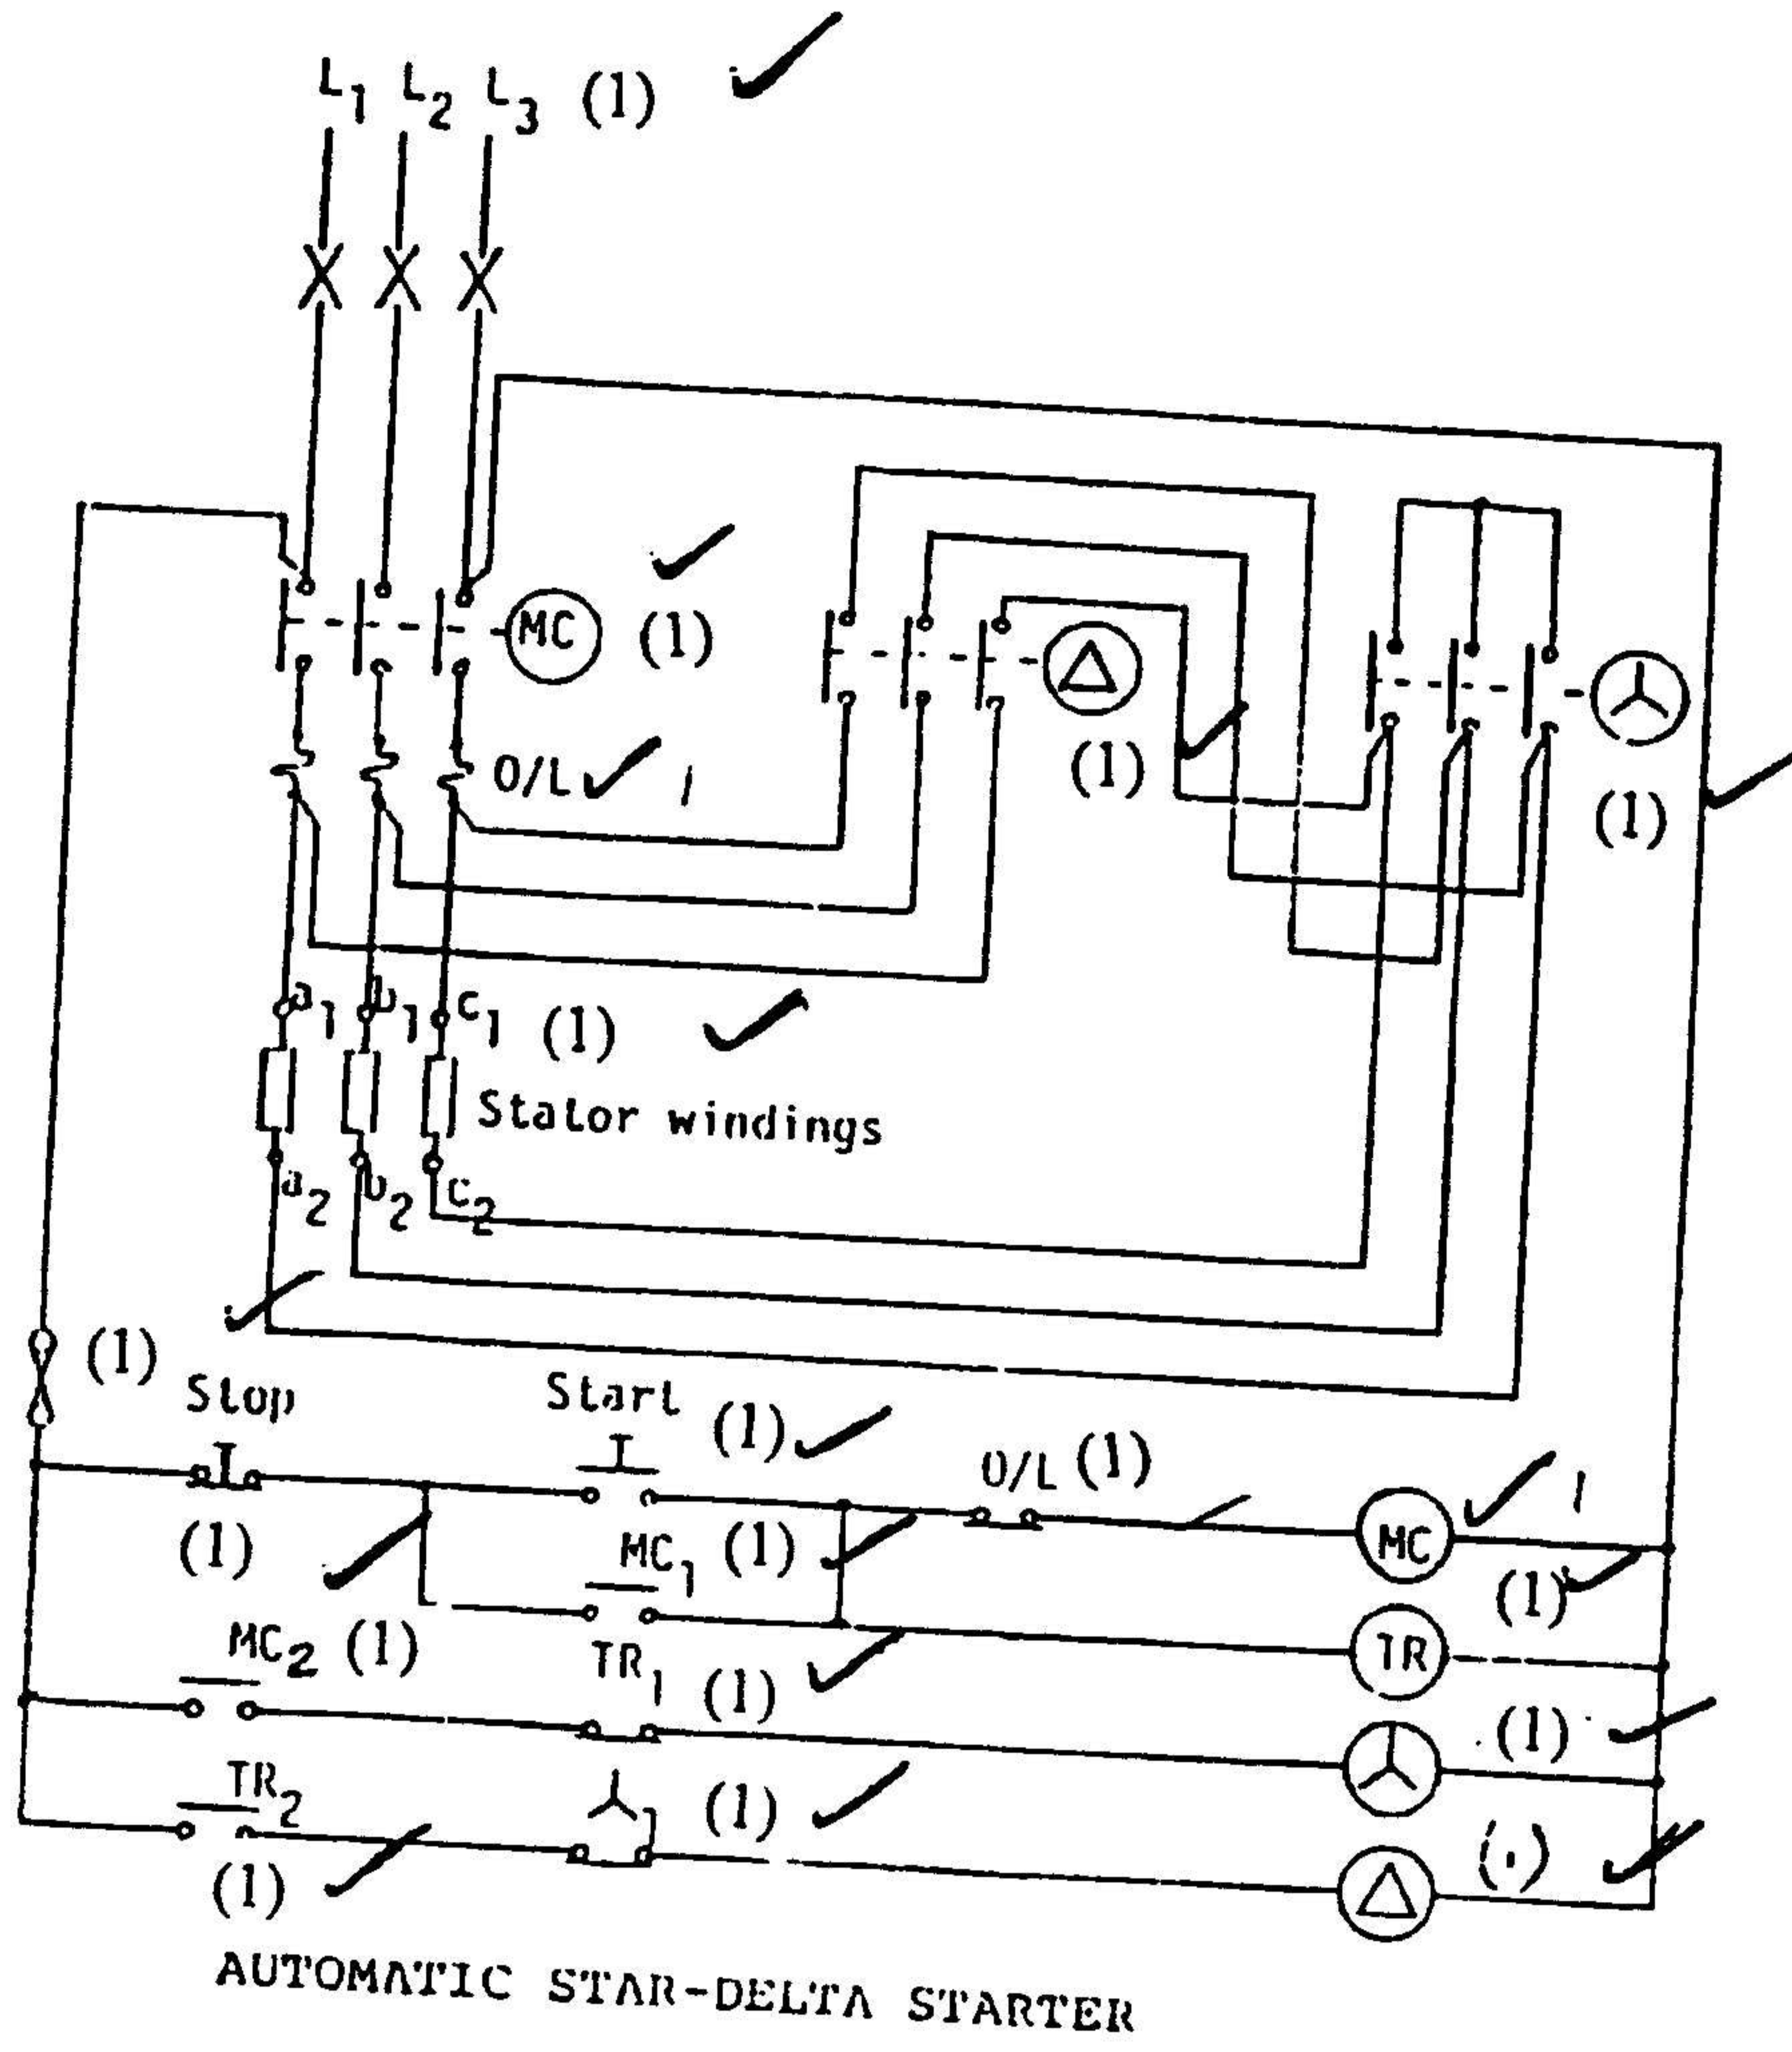 L1 L2 L3 (1)
MC (1)
(1)
(1)
O/L 1
a1 b1 c1 (1)
Stator windings
a2 b2 c2
(1)
Stop
Start (1)
O/L (1)
1
(1)
MC1 (1)
MC
(1)
MC2 (1)
TR1 (1)
TR
(1)
TR2
(1)
(1)
AUTOMATIC STAR-DELTA STARTER